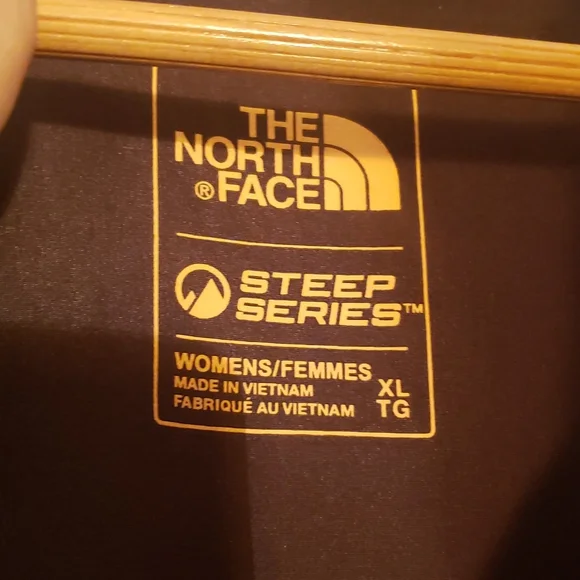 THE
NORTH
®FACE
STEEP
SERIES™
WOMENS/FEMMES
MADE IN VIETNAM XL
FABRIQUÉ AU VIETNAM TG